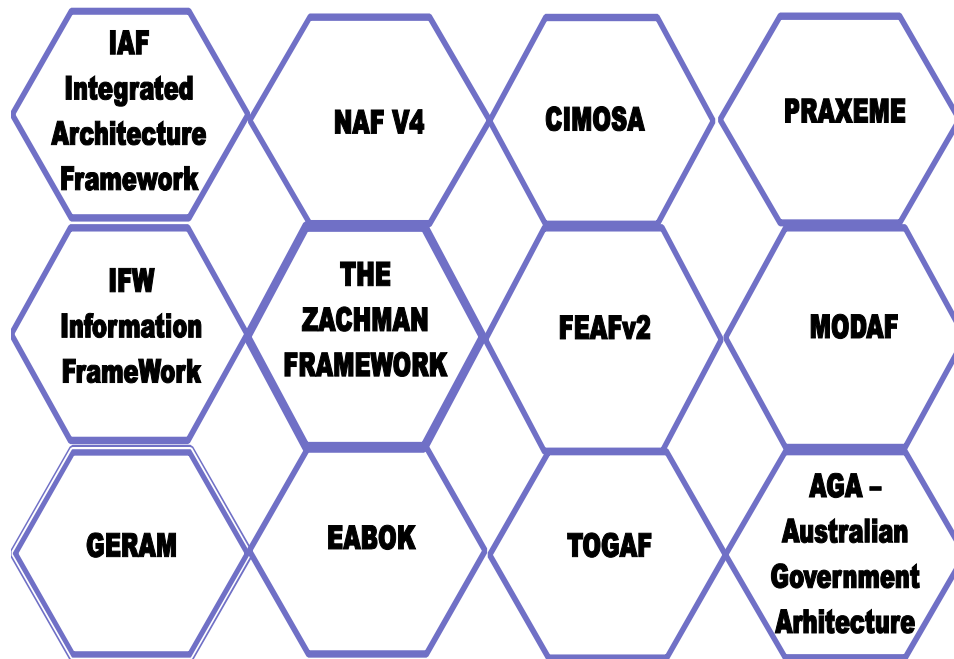 IAF
Integrated
Architecture
Framework
NAF V4
CIMOSA
PRAXEME
IFW
Information
FrameWork
THE
ZACHMAN
FRAMEWORK
FEAFv2
MODAF
GERAM
EABOK
TOGAF
AGA –
Australian
Government
Arhitecture